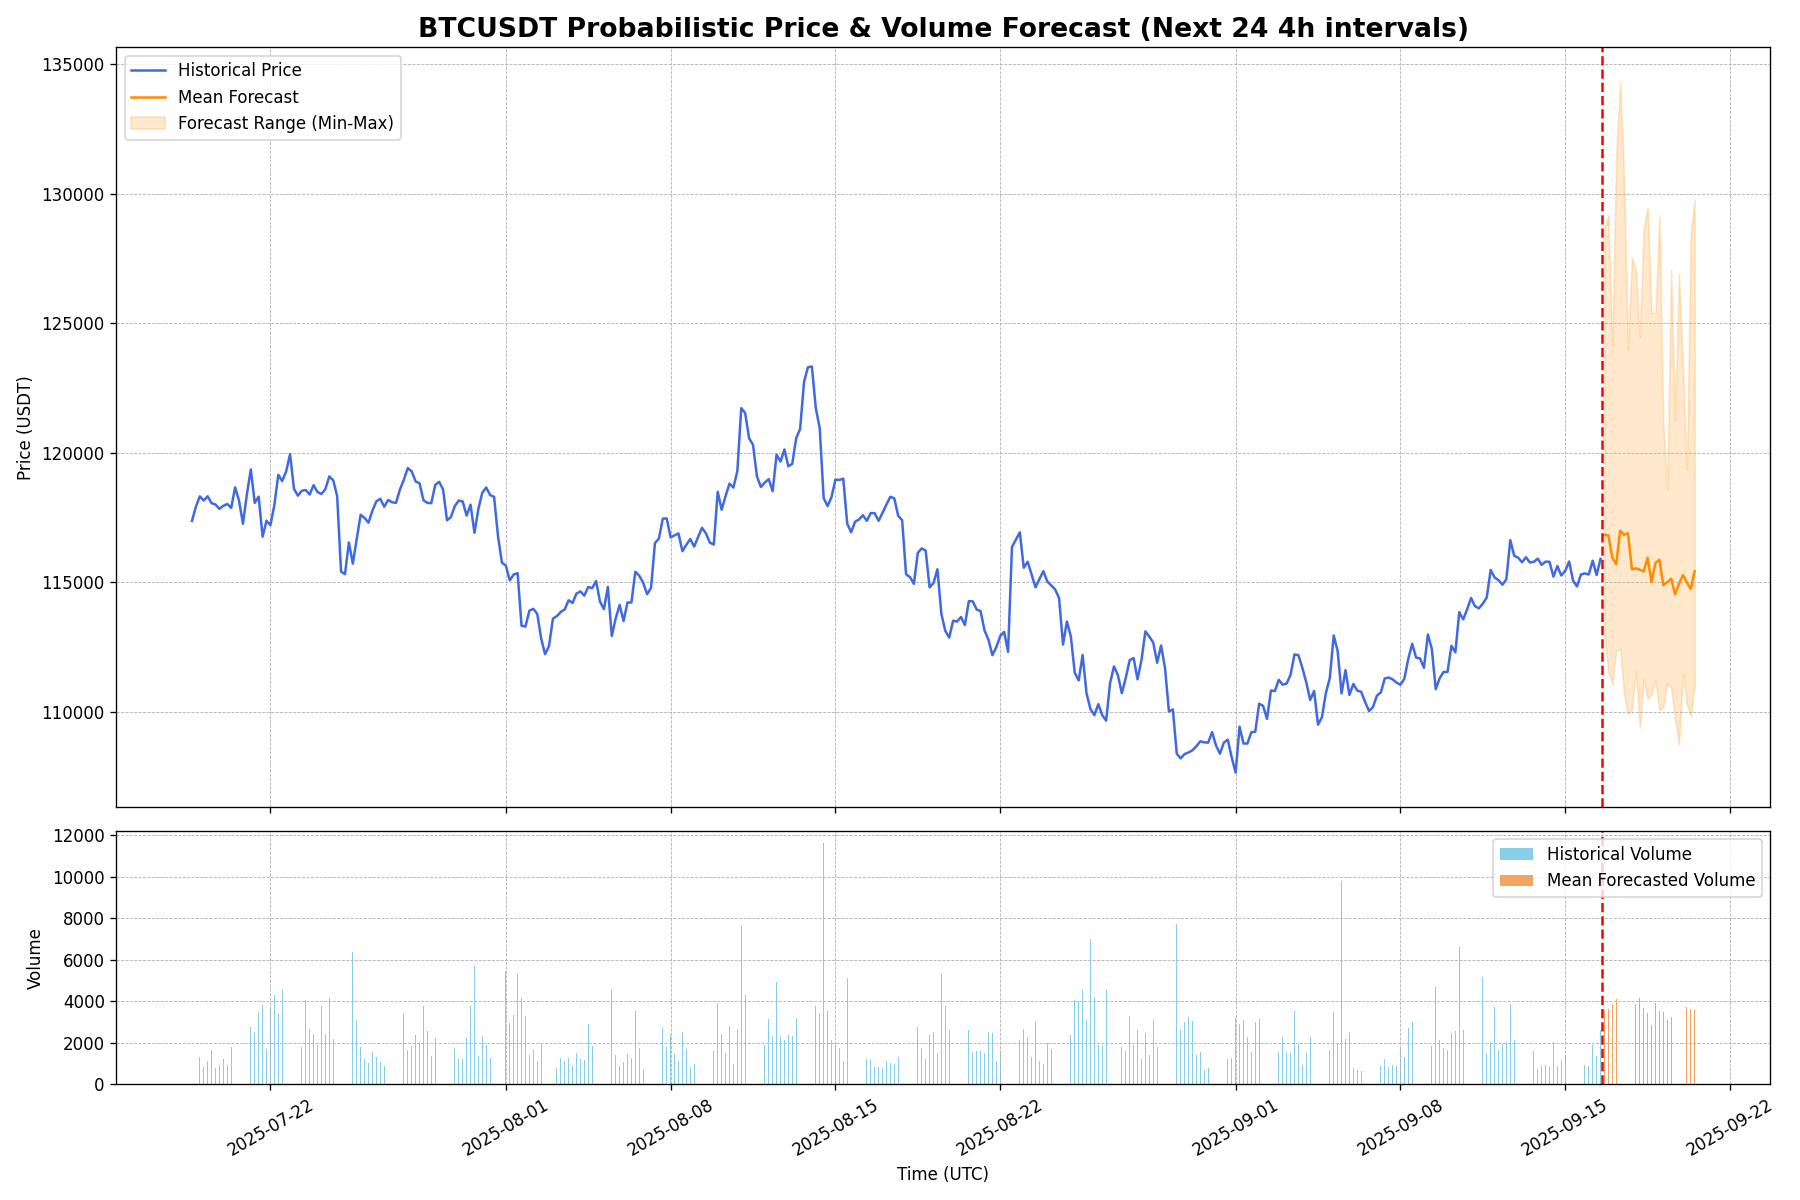 BTCUSDT Probabilistic Price & Volume Forecast (Next 24 4h intervals)
Historical Price
Mean Forecast
Forecast Range (Min-Max)
135000
130000
125000
120000
115000
110000
Price (USDT)
Historical Volume
Mean Forecasted Volume
12000
10000
8000
6000
4000
2000
0
Volume
2025-07-22
2025-08-01
2025-08-08
2025-08-15
2025-08-22
2025-09-01
2025-09-08
2025-09-15
2025-09-22
Time (UTC)